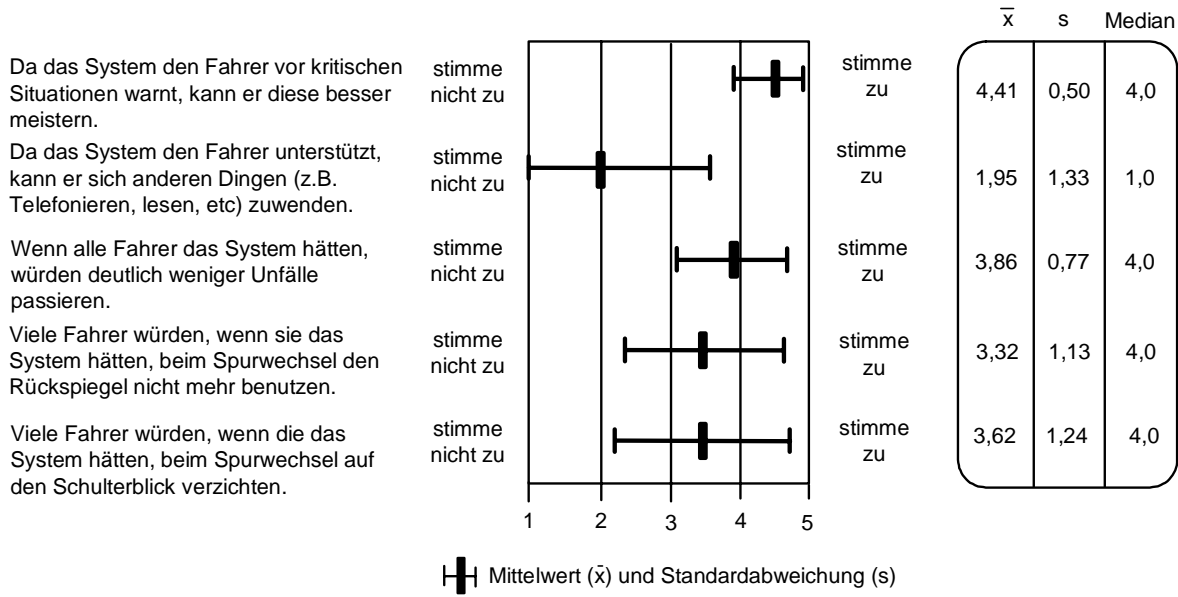 x̄ s Median
Da das System den Fahrer vor kritischen
Situationen warnt, kann er diese besser
meistern.
stimme
nicht zu
stimme
zu
4,41 0,50 4,0
Da das System den Fahrer unterstützt,
kann er sich anderen Dingen (z.B.
Telefonieren, lesen, etc) zuwenden.
stimme
nicht zu
stimme
zu
1,95 1,33 1,0
Wenn alle Fahrer das System hätten,
würden deutlich weniger Unfälle
passieren.
stimme
nicht zu
stimme
zu
3,86 0,77 4,0
Viele Fahrer würden, wenn sie das
System hätten, beim Spurwechsel den
Rückspiegel nicht mehr benutzen.
stimme
nicht zu
stimme
zu
3,32 1,13 4,0
Viele Fahrer würden, wenn die das
System hätten, beim Spurwechsel auf
den Schulterblick verzichten.
stimme
nicht zu
stimme
zu
3,62 1,24 4,0
1 2 3 4 5
Mittelwert (x̄) und Standardabweichung (s)